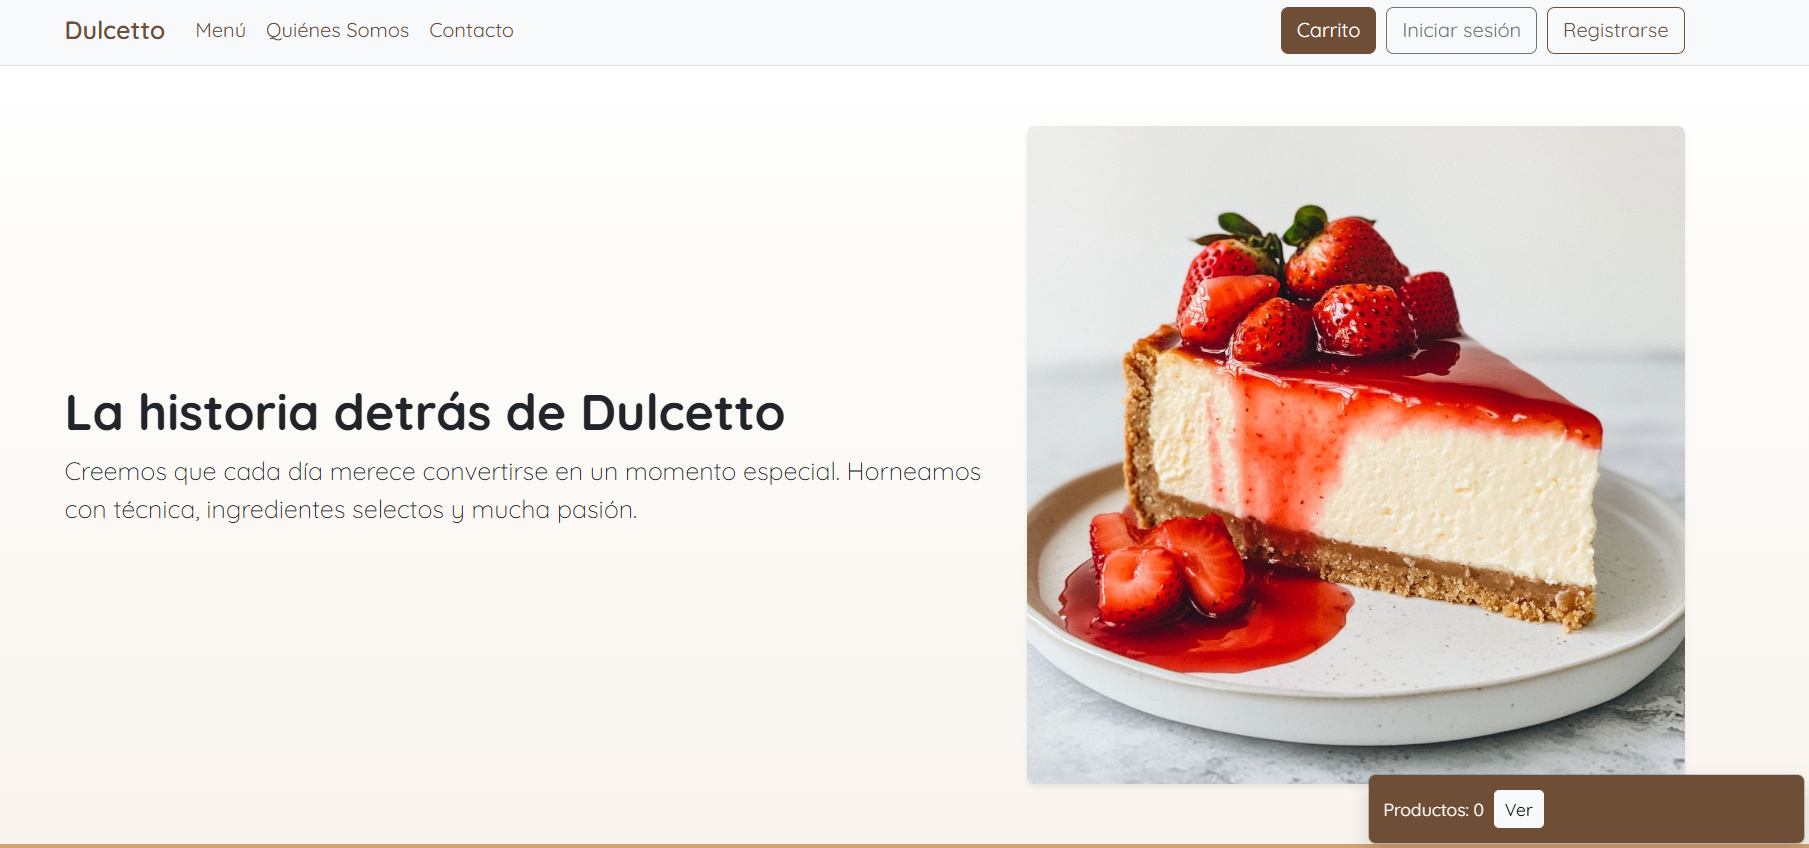 Dulcetto Menú Quiénes Somos Contacto Carrito Iniciar sesión Registrarse
La historia detrás de Dulcetto
Creemos que cada día merece convertirse en un momento especial. Horneamos
con técnica, ingredientes selectos y mucha pasión.
Productos: 0 Ver